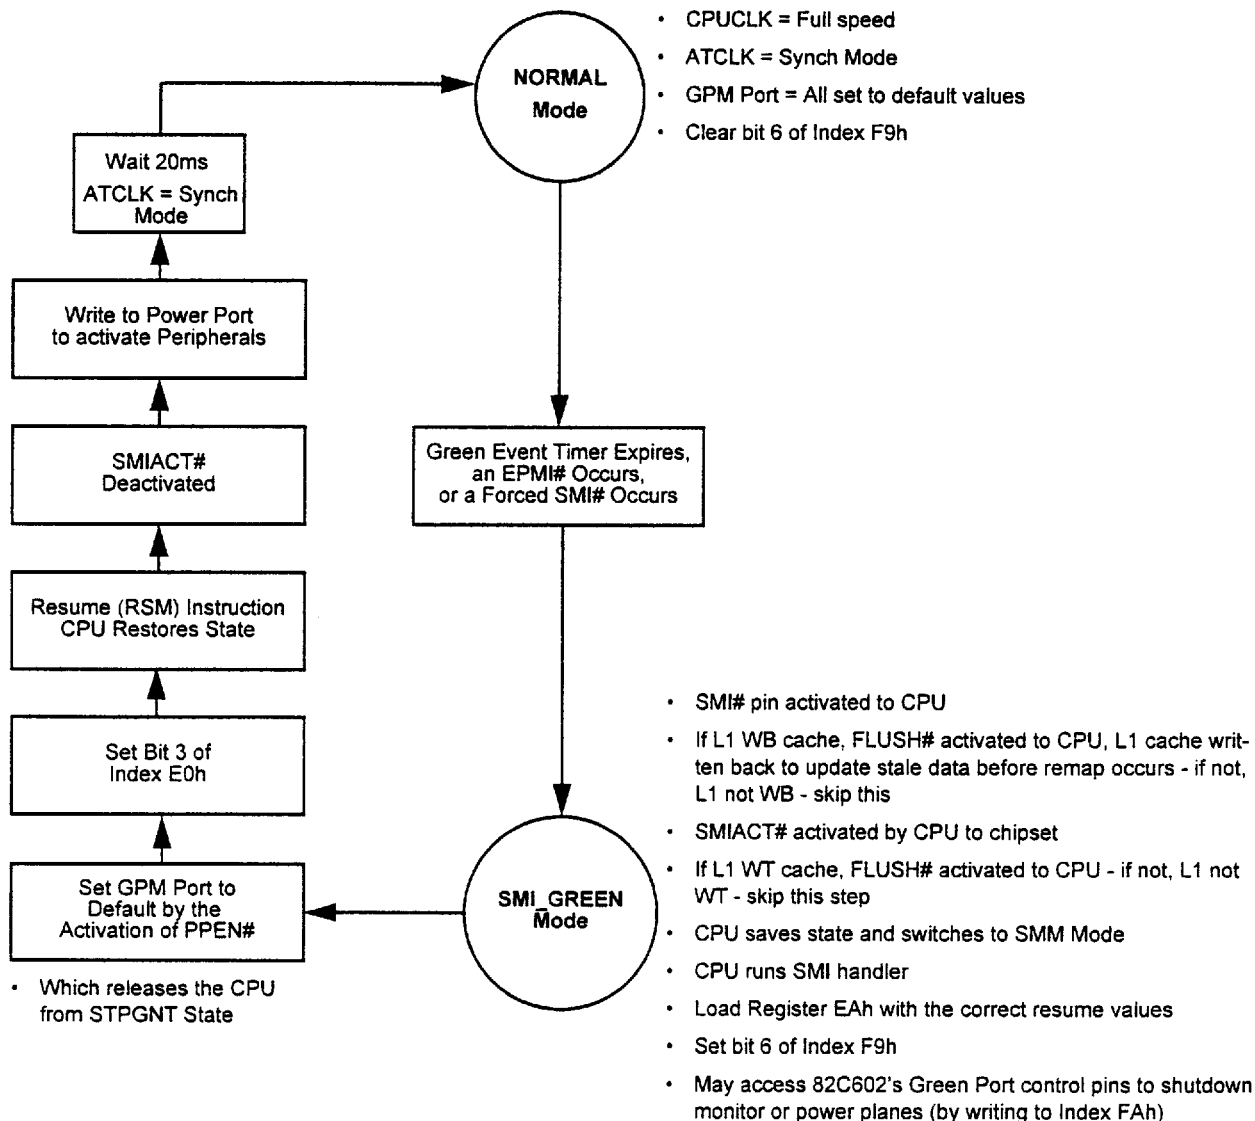 NORMAL
Mode
• CPUCLK = Full speed
• ATCLK = Synch Mode
• GPM Port = All set to default values
• Clear bit 6 of Index F9h
Wait 20ms
ATCLK = Synch
Mode
Write to Power Port
to activate Peripherals
SMIACT#
Deactivated
Resume (RSM) Instruction
CPU Restores State
Set Bit 3 of
Index E0h
Set GPM Port to
Default by the
Activation of PPEN#
• Which releases the CPU
from STPGNT State
Green Event Timer Expires,
an EPMI# Occurs,
or a Forced SMI# Occurs
SMI_GREEN
Mode
• SMI# pin activated to CPU
• If L1 WB cache, FLUSH# activated to CPU, L1 cache writ-
ten back to update stale data before remap occurs - if not,
L1 not WB - skip this
• SMIACT# activated by CPU to chipset
• If L1 WT cache, FLUSH# activated to CPU - if not, L1 not
WT - skip this step
• CPU saves state and switches to SMM Mode
• CPU runs SMI handler
• Load Register EAh with the correct resume values
• Set bit 6 of Index F9h
• May access 82C602's Green Port control pins to shutdown
monitor or power planes (by writing to Index FAh)